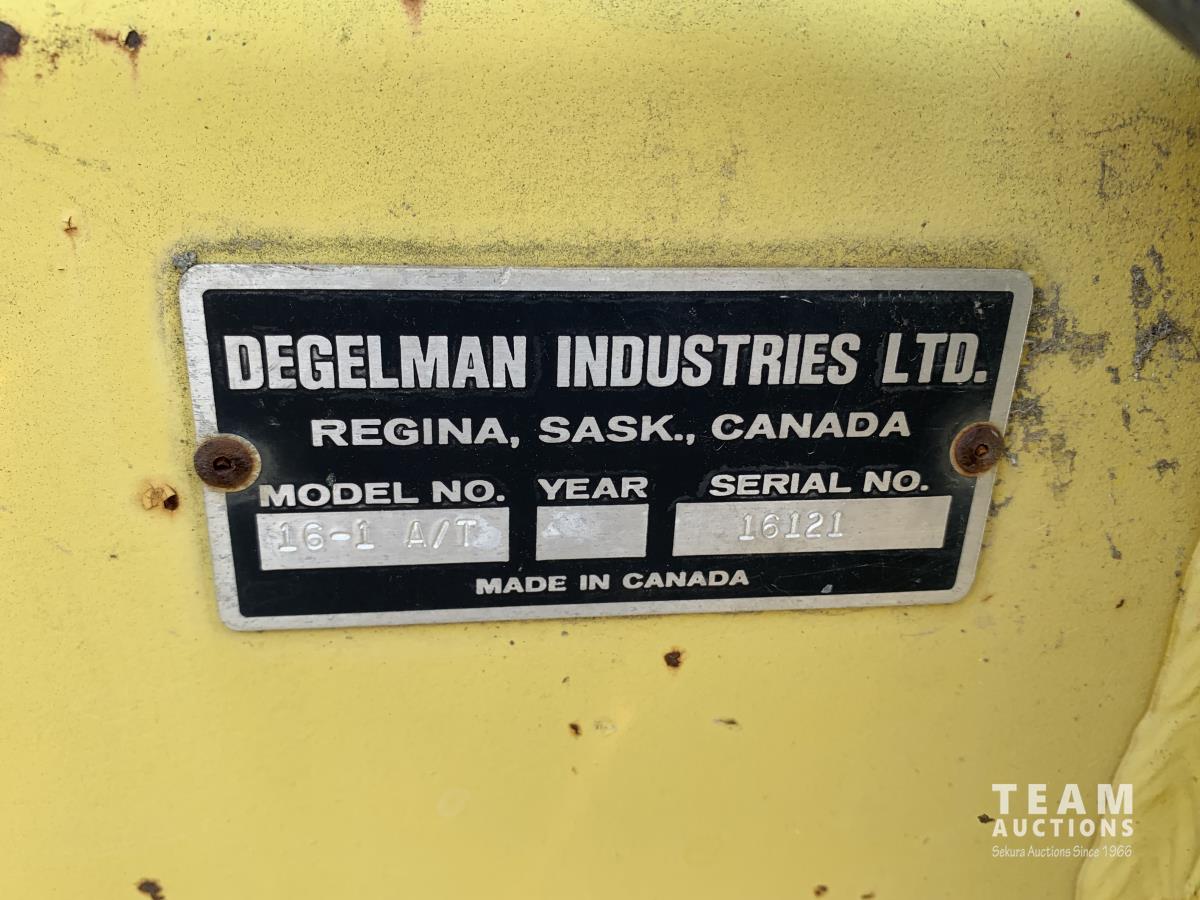 DEGELMAN INDUSTRIES LTD.
REGINA, SASK., CANADA
MODEL NO. YEAR SERIAL NO.
16-1 A/T 16121
MADE IN CANADA
TEAM
AUCTIONS
Sekura Auctions Since 1966